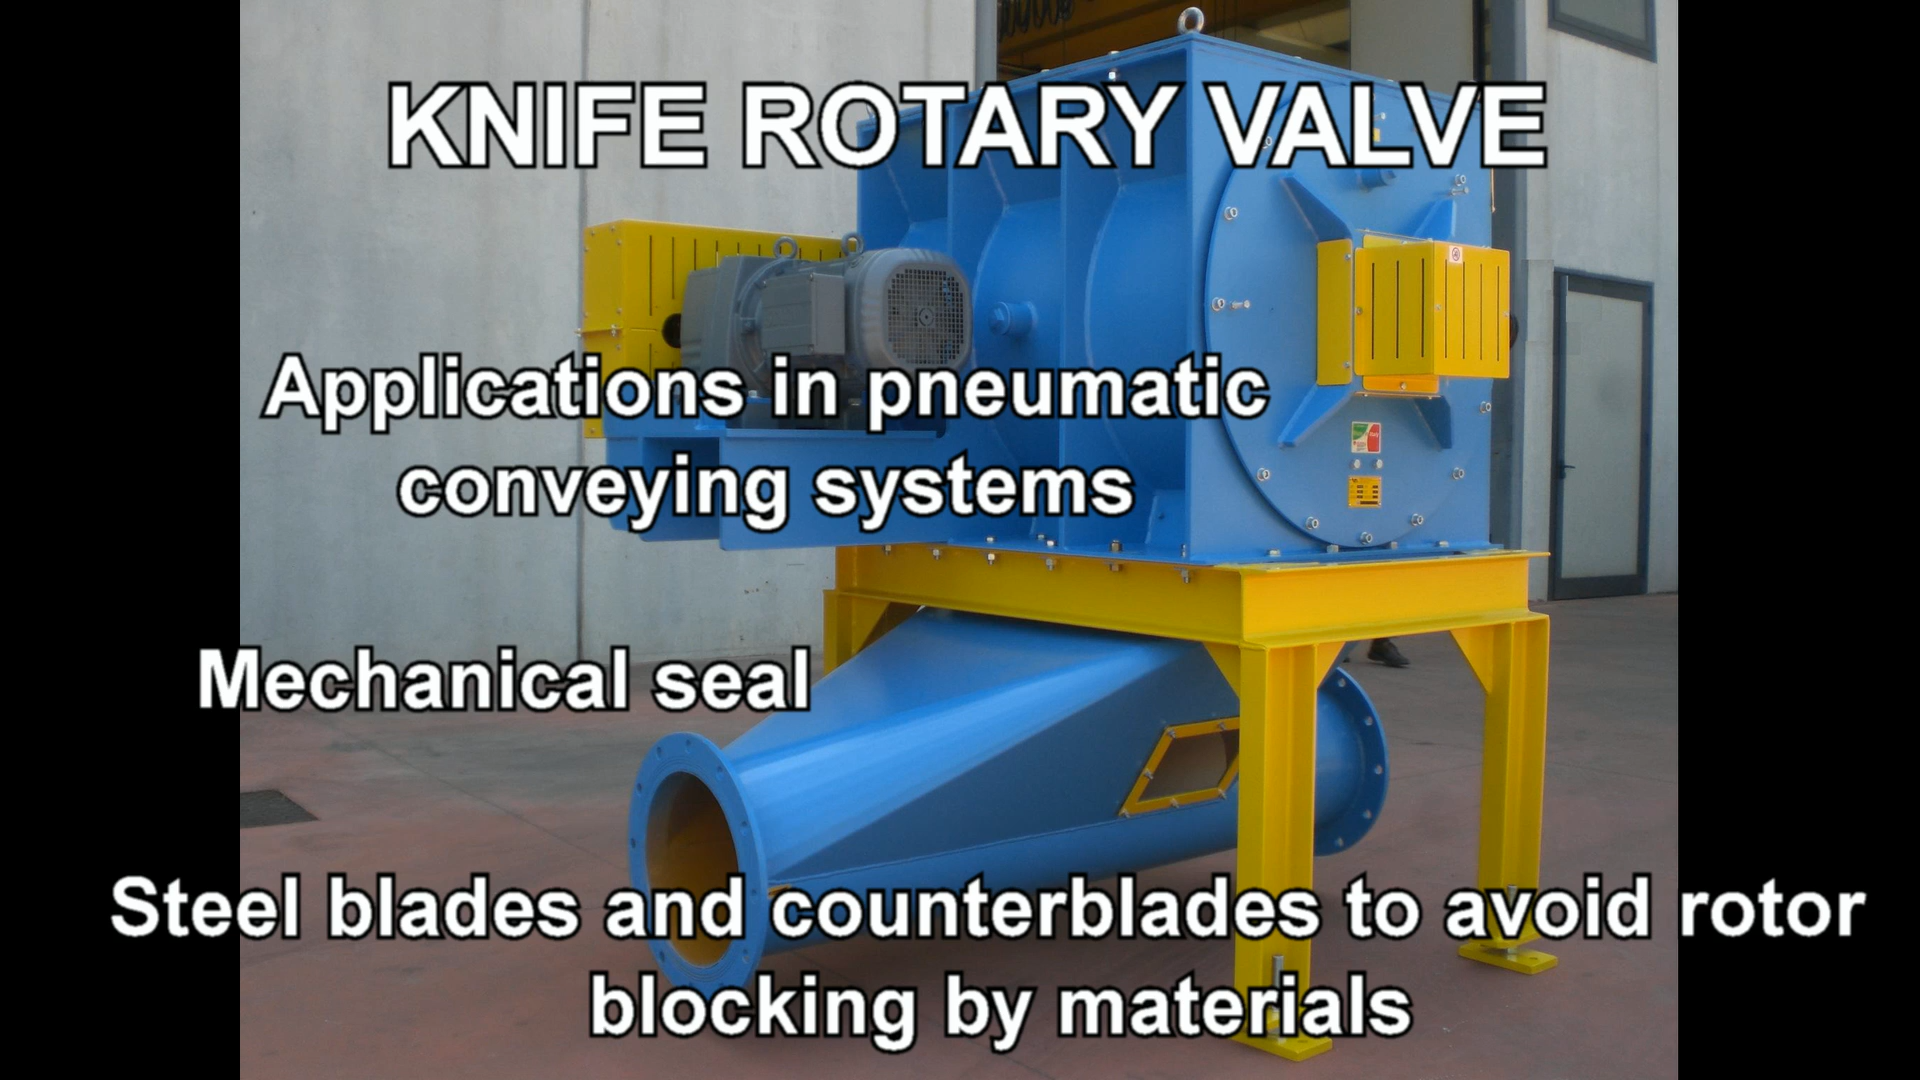 KNIFE ROTARY VALVE
Applications in pneumatic
conveying systems
Mechanical seal
Steel blades and counterblades to avoid rotor
blocking by materials